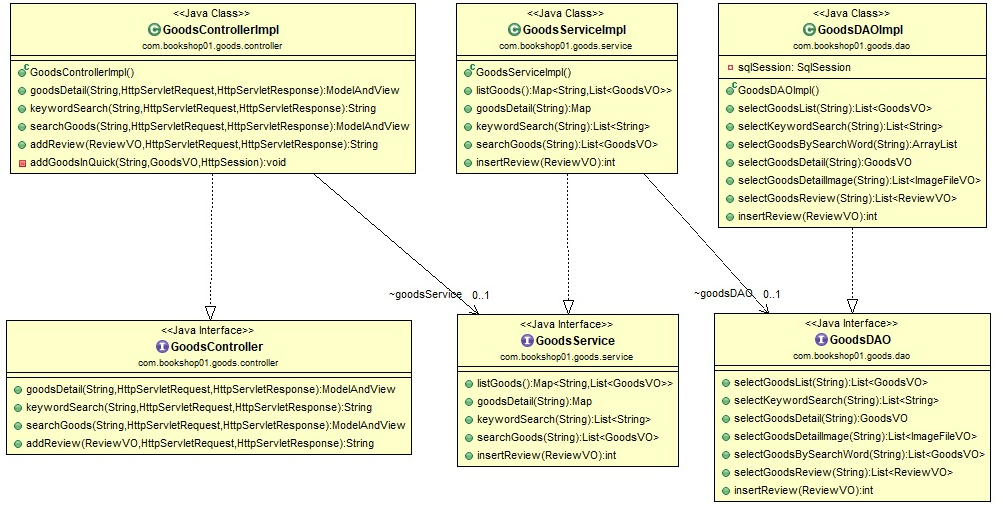 <<Java Class>>
GoodsControllerImpl
com.bookshop01.goods.controller
GoodsControllerImpl()
goodsDetail(String,HttpServletRequest,HttpServletResponse):ModelAndView
keywordSearch(String,HttpServletRequest,HttpServletResponse):String
searchGoods(String,HttpServletRequest,HttpServletResponse):ModelAndView
addReview(ReviewVO,HttpServletRequest,HttpServletResponse):String
addGoodsInQuick(String,GoodsVO,HttpSession):void
<<Java Class>>
GoodsServiceImpl
com.bookshop01.goods.service
GoodsServiceImpl()
listGoods():Map<String,List<GoodsVO>>
goodsDetail(String):Map
keywordSearch(String):List<String>
searchGoods(String):List<GoodsVO>
insertReview(ReviewVO):int
<<Java Class>>
GoodsDAOImpl
com.bookshop01.goods.dao
sqlSession: SqlSession
GoodsDAOImpl()
selectGoodsList(String):List<GoodsVO>
selectKeywordSearch(String):List<String>
selectGoodsBySearchWord(String):ArrayList
selectGoodsDetail(String):GoodsVO
selectGoodsDetailImage(String):List<ImageFileVO>
selectGoodsReview(String):List<ReviewVO>
insertReview(ReviewVO):int
~goodsService 0..1
~goodsDAO 0..1
<<Java Interface>>
GoodsController
com.bookshop01.goods.controller
goodsDetail(String,HttpServletRequest,HttpServletResponse):ModelAndView
keywordSearch(String,HttpServletRequest,HttpServletResponse):String
searchGoods(String,HttpServletRequest,HttpServletResponse):ModelAndView
addReview(ReviewVO,HttpServletRequest,HttpServletResponse):String
<<Java Interface>>
GoodsService
com.bookshop01.goods.service
listGoods():Map<String,List<GoodsVO>>
goodsDetail(String):Map
keywordSearch(String):List<String>
searchGoods(String):List<GoodsVO>
insertReview(ReviewVO):int
<<Java Interface>>
GoodsDAO
com.bookshop01.goods.dao
selectGoodsList(String):List<GoodsVO>
selectKeywordSearch(String):List<String>
selectGoodsDetail(String):GoodsVO
selectGoodsDetailImage(String):List<ImageFileVO>
selectGoodsBySearchWord(String):List<GoodsVO>
selectGoodsReview(String):List<ReviewVO>
insertReview(ReviewVO):int